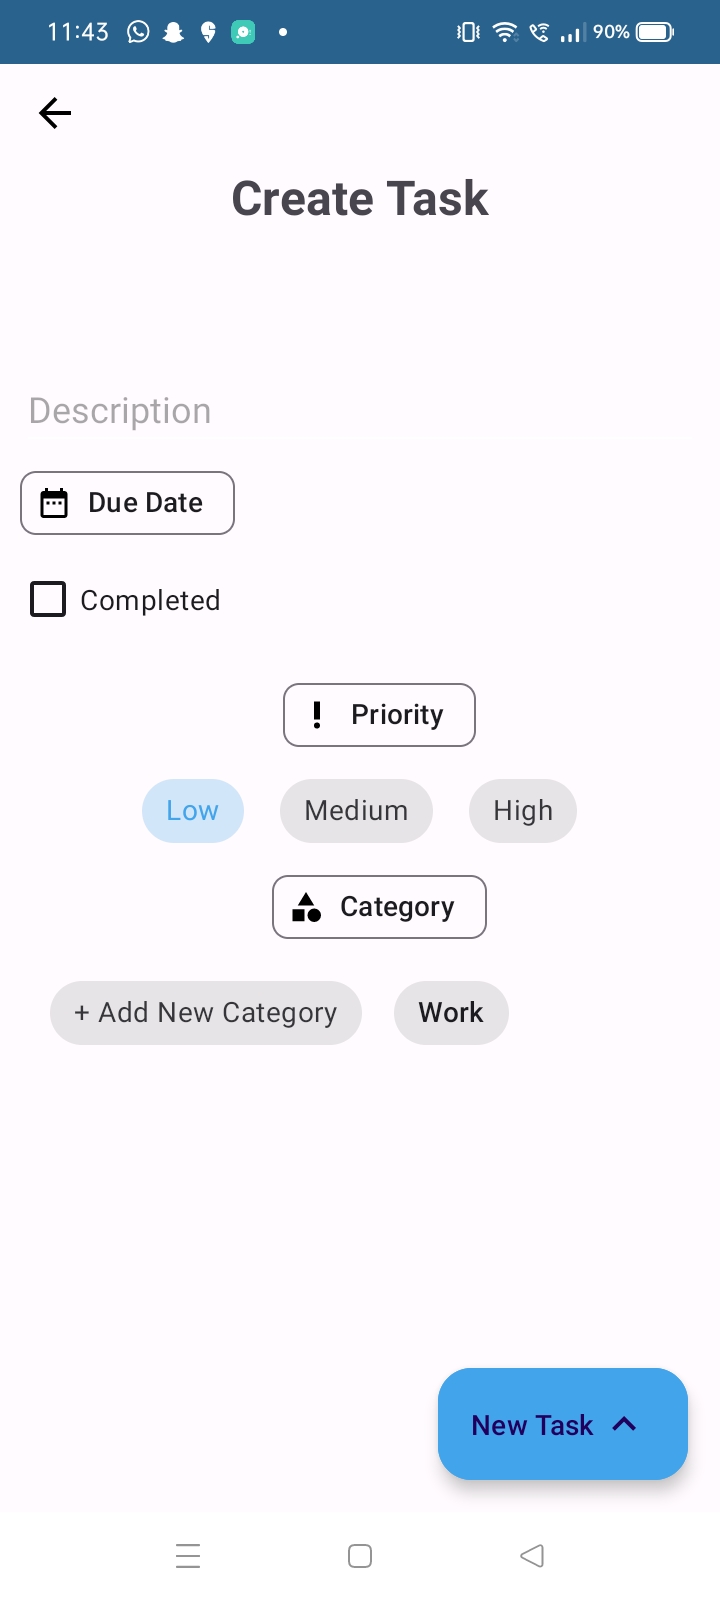 11:43 90%
Create Task
Description
Due Date
Completed
Priority
Low Medium High
Category
+ Add New Category Work
New Task